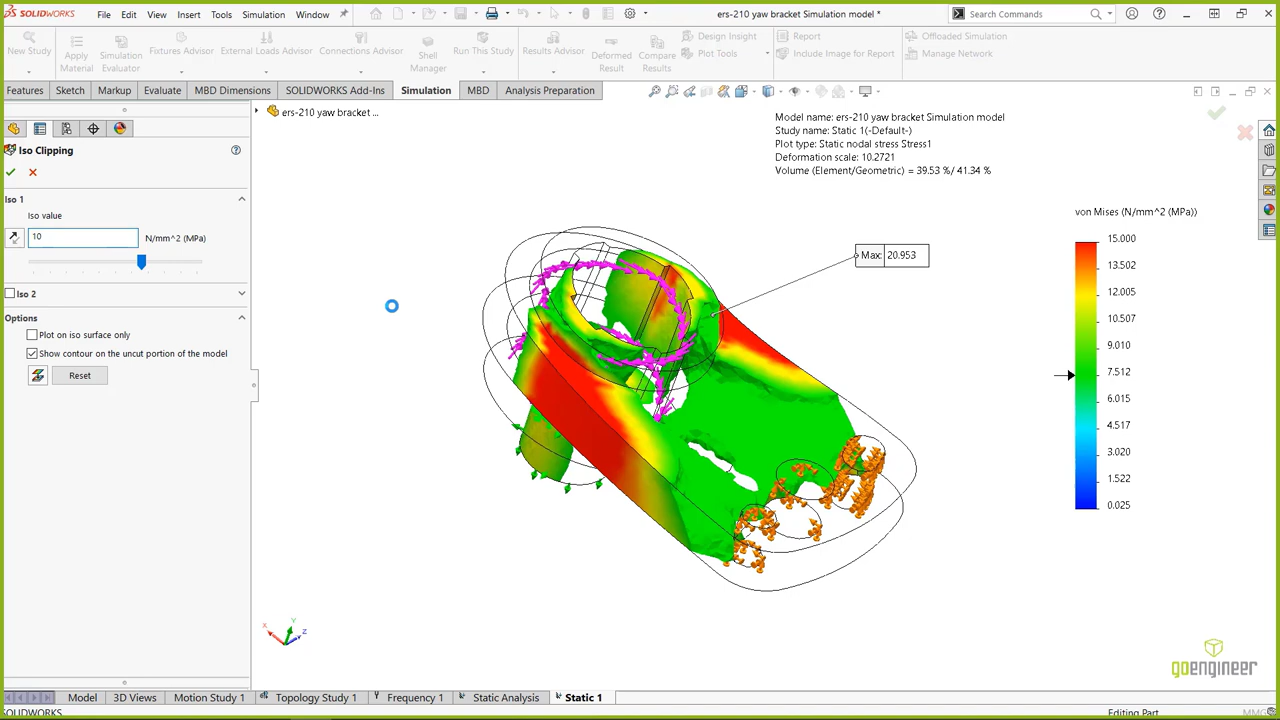 SOLIDWORKS
File
Edit
View
Insert
Tools
Simulation
Window
ers-210 yaw bracket Simulation model *
Search Commands
New Study
Apply Material
Simulation Evaluator
Fixtures Advisor
External Loads Advisor
Connections Advisor
Shell Manager
Run This Study
Results Advisor
Deformed Result
Compare Results
Design Insight
Plot Tools
Report
Include Image for Report
Offloaded Simulation
Manage Network
Features
Sketch
Markup
Evaluate
MBD Dimensions
SOLIDWORKS Add-Ins
Simulation
MBD
Analysis Preparation
ers-210 yaw bracket ...
Iso Clipping
Iso 1
Iso value
10
N/mm^2 (MPa)
Iso 2
Options
Plot on iso surface only
Show contour on the uncut portion of the model
Reset
Model name: ers-210 yaw bracket Simulation model
Study name: Static 1(-Default-)
Plot type: Static nodal stress Stress1
Deformation scale: 10.2721
Volume (Element/Geometric) = 39.53 %/ 41.34 %
Max: 20.953
von Mises (N/mm^2 (MPa))
15.000
13.502
12.005
10.507
9.010
7.512
6.015
4.517
3.020
1.522
0.025
X
Y
Z
goengineer
Model
3D Views
Motion Study 1
Topology Study 1
Frequency 1
Static Analysis
Static 1
SOLIDWORKS
Editing Part